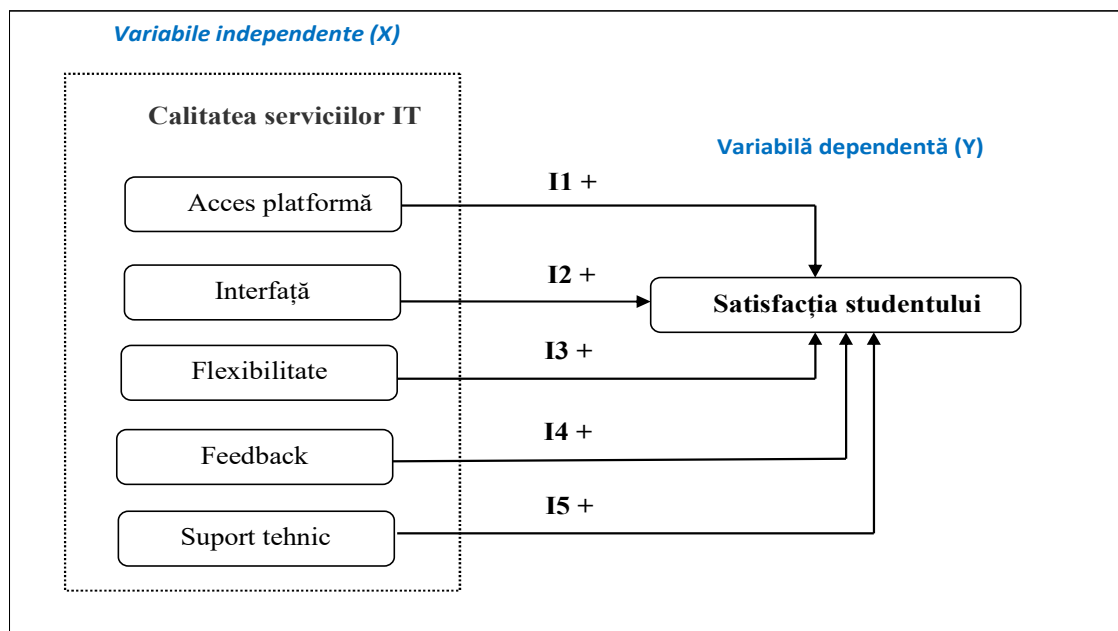 Variabile independente (X)
Calitatea serviciilor IT
Variabilă dependentă (Y)
Acces platformă
I1 +
Interfață
I2 +
Satisfacția studentului
Flexibilitate
I3 +
Feedback
I4 +
Suport tehnic
I5 +